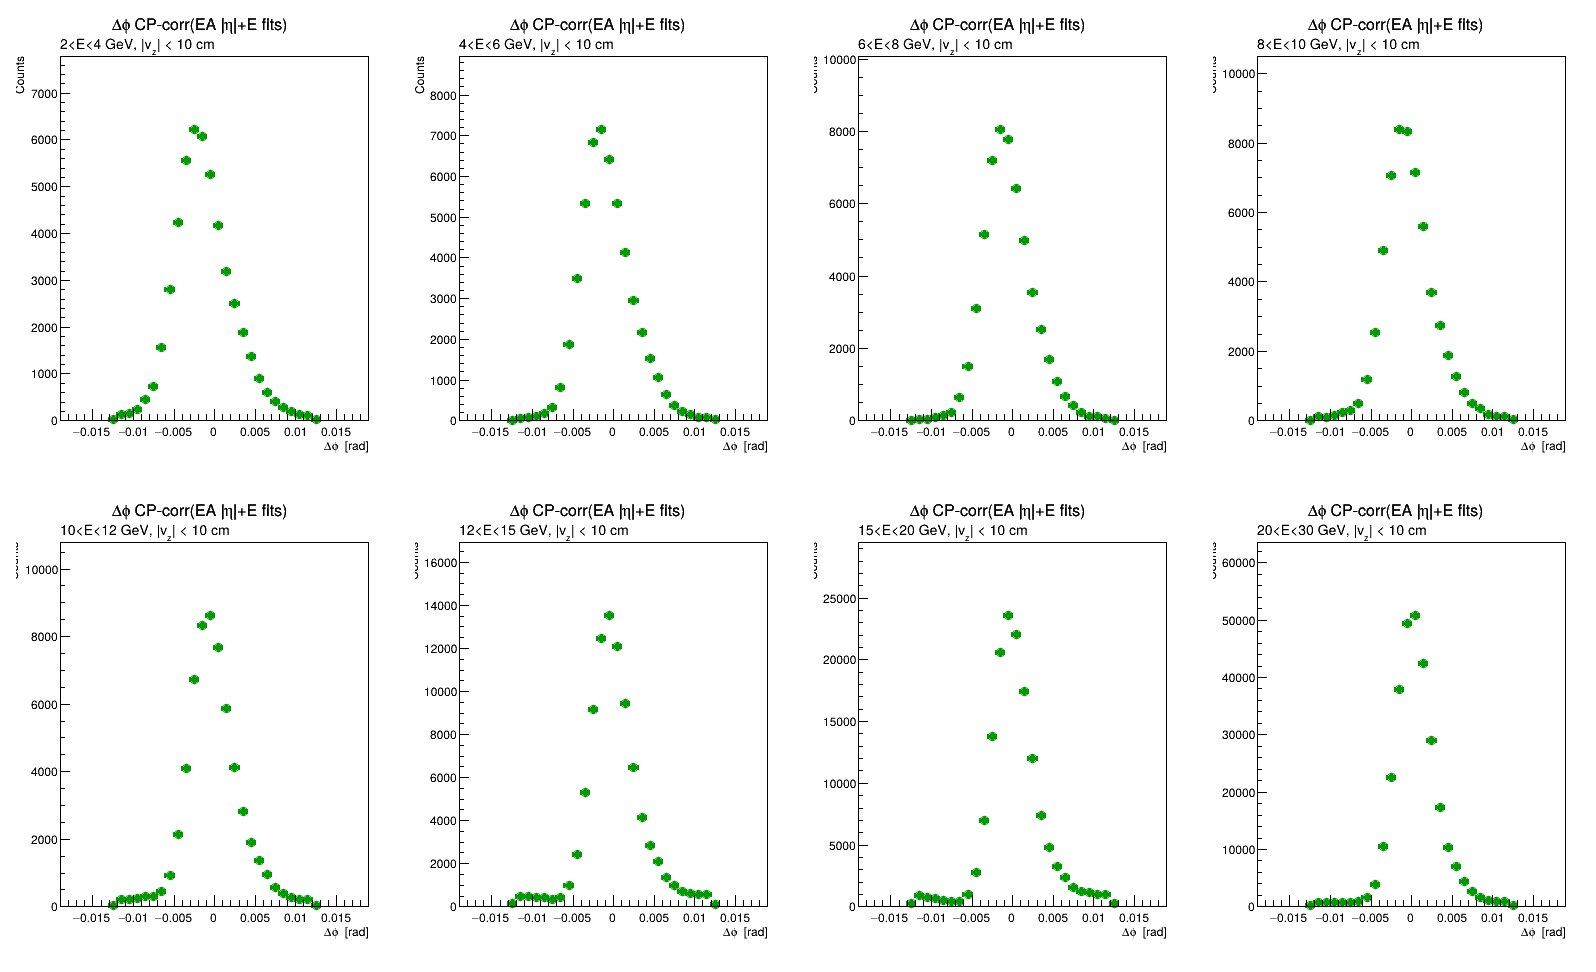 Δϕ CP-corr(EA |η|+E flts)
2<E<4 GeV, |v_z| < 10 cm
Counts
7000
6000
5000
4000
3000
2000
1000
0
−0.015 −0.01 −0.005 0 0.005 0.01 0.015
Δϕ [rad]
Δϕ CP-corr(EA |η|+E flts)
4<E<6 GeV, |v_z| < 10 cm
Counts
8000
7000
6000
5000
4000
3000
2000
1000
0
−0.015 −0.01 −0.005 0 0.005 0.01 0.015
Δϕ [rad]
Δϕ CP-corr(EA |η|+E flts)
6<E<8 GeV, |v_z| < 10 cm
Counts
10000
8000
6000
4000
2000
0
−0.015 −0.01 −0.005 0 0.005 0.01 0.015
Δϕ [rad]
Δϕ CP-corr(EA |η|+E flts)
8<E<10 GeV, |v_z| < 10 cm
Counts
10000
8000
6000
4000
2000
0
−0.015 −0.01 −0.005 0 0.005 0.01 0.015
Δϕ [rad]
Δϕ CP-corr(EA |η|+E flts)
10<E<12 GeV, |v_z| < 10 cm
Counts
10000
8000
6000
4000
2000
0
−0.015 −0.01 −0.005 0 0.005 0.01 0.015
Δϕ [rad]
Δϕ CP-corr(EA |η|+E flts)
12<E<15 GeV, |v_z| < 10 cm
Counts
16000
14000
12000
10000
8000
6000
4000
2000
0
−0.015 −0.01 −0.005 0 0.005 0.01 0.015
Δϕ [rad]
Δϕ CP-corr(EA |η|+E flts)
15<E<20 GeV, |v_z| < 10 cm
Counts
25000
20000
15000
10000
5000
0
−0.015 −0.01 −0.005 0 0.005 0.01 0.015
Δϕ [rad]
Δϕ CP-corr(EA |η|+E flts)
20<E<30 GeV, |v_z| < 10 cm
Counts
60000
50000
40000
30000
20000
10000
0
−0.015 −0.01 −0.005 0 0.005 0.01 0.015
Δϕ [rad]